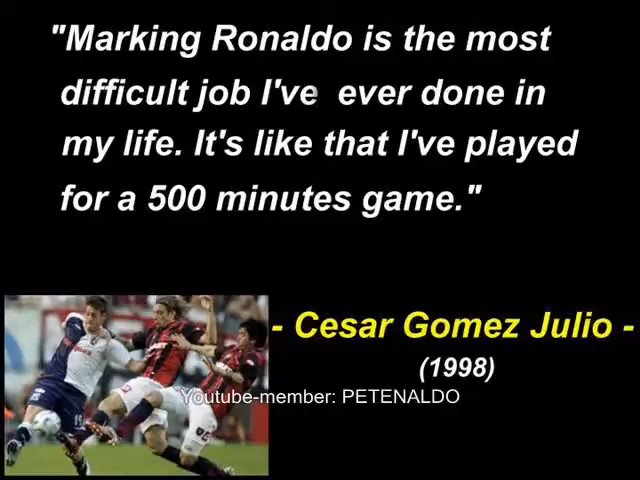 "Marking Ronaldo is the most
difficult job I've ever done in
my life. It's like that I've played
for a 500 minutes game."
- Cesar Gomez Julio -
(1998)
Youtube-member: PETENALDO